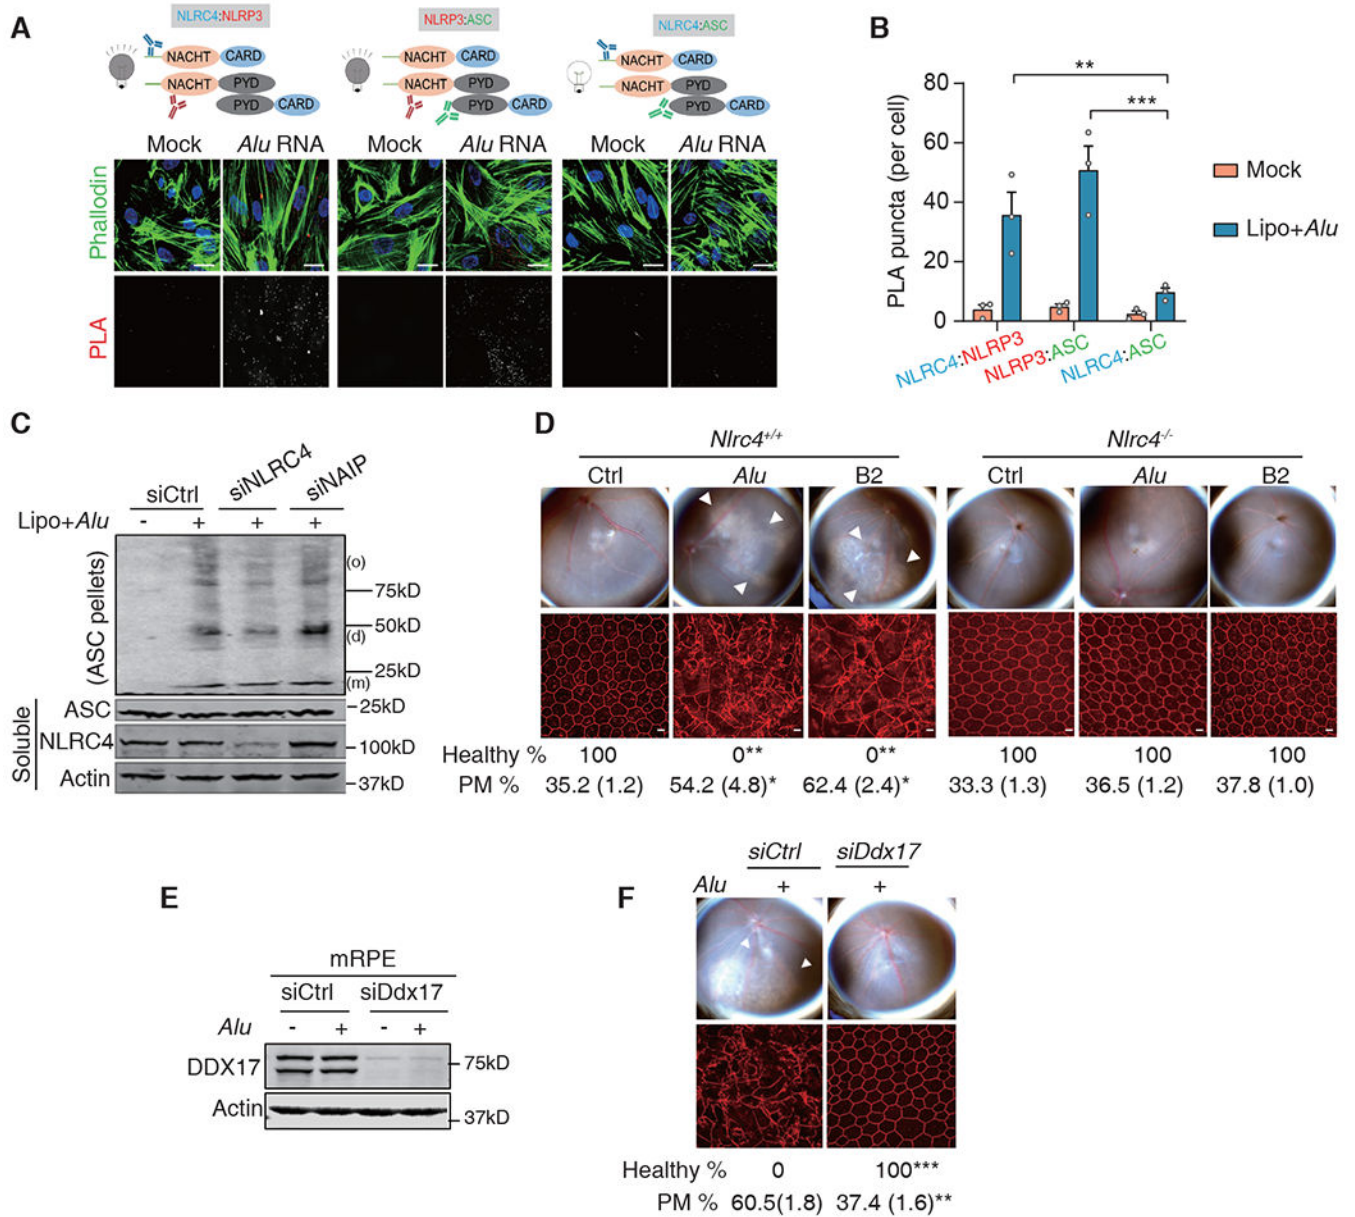 A
NLRC4:NLRP3
NLRP3:ASC
NLRC4:ASC
NACHT CARD
NACHT CARD
NACHT CARD
NACHT PYD
NACHT PYD
NACHT PYD
PYD CARD
PYD CARD
PYD CARD
Mock Alu RNA
Mock Alu RNA
Mock Alu RNA
Phallodin
PLA
B
PLA puncta (per cell)
80
60
40
20
0
**
***
Mock
Lipo+Alu
NLRC4:NLRP3
NLRP3:ASC
NLRC4:ASC
C
siCtrl siNLRC4 siNAIP
Lipo+Alu - + + +
(ASC pellets)
(o)
75kD
50kD
(d)
25kD
(m)
Soluble
ASC 25kD
NLRC4 100kD
Actin 37kD
D
Nlrc4+/+ Nlrc4-/-
Ctrl Alu B2 Ctrl Alu B2
Healthy % 100 0** 0** 100 100 100
PM % 35.2 (1.2) 54.2 (4.8)* 62.4 (2.4)* 33.3 (1.3) 36.5 (1.2) 37.8 (1.0)
E
mRPE
siCtrl siDdx17
Alu - + - +
DDX17 75kD
Actin 37kD
F
siCtrl siDdx17
Alu + +
Healthy % 0 100***
PM % 60.5(1.8) 37.4 (1.6)**